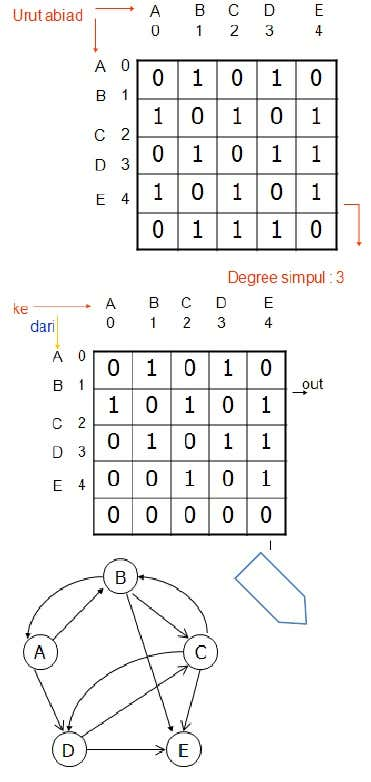 Urut abiad
A B C D E
0 1 2 3 4
A 0
B 1
C 2
D 3
E 4
0 1 0 1 0
1 0 1 0 1
0 1 0 1 1
1 0 1 0 1
0 1 1 1 0
Degree simpul : 3
ke
A B C D E
0 1 2 3 4
dari
A 0
B 1
C 2
D 3
E 4
0 1 0 1 0
1 0 1 0 1
0 1 0 1 1
0 0 1 0 1
0 0 0 0 0
out
B
A
C
D
E